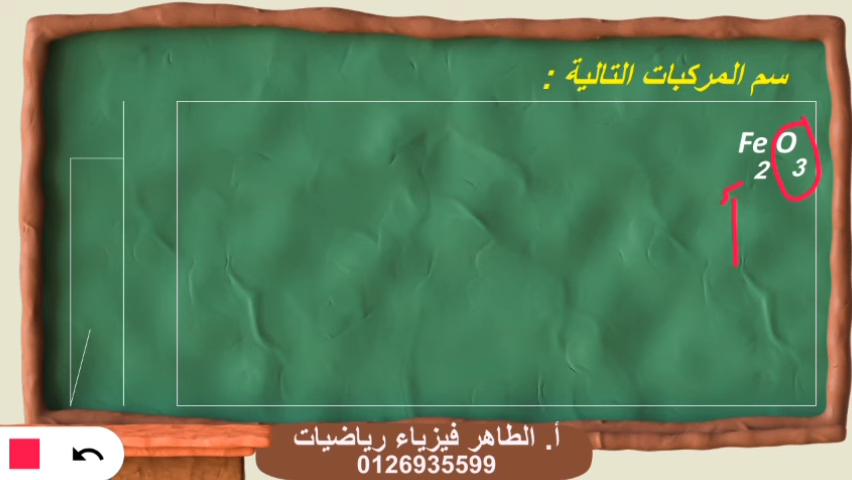 سم المركبات التالية :
Fe O
2 3
أ
أ. الطاهر فيزياء رياضيات
0126935599